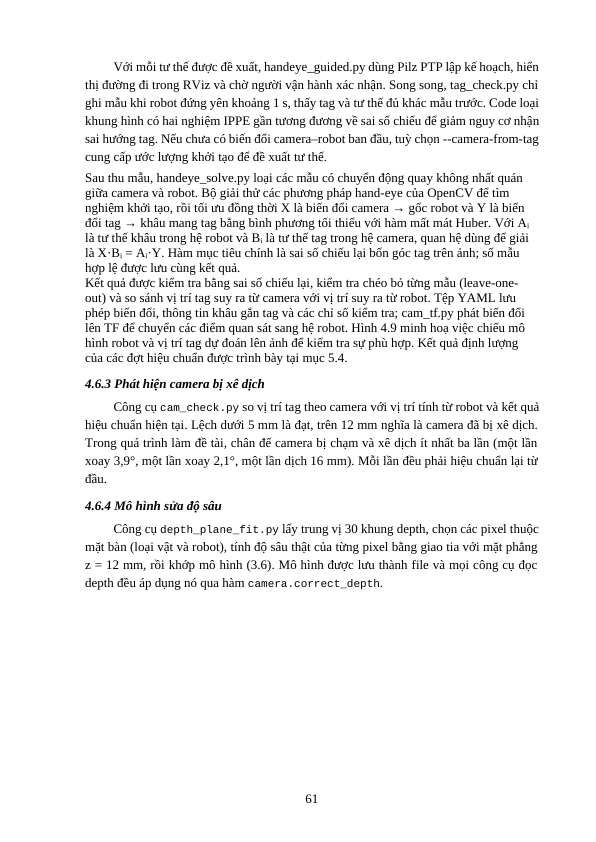 Với mỗi tư thế được đề xuất, handeye_guided.py dùng Pilz PTP lập kế hoạch, hiển
thị đường đi trong RViz và chờ người vận hành xác nhận. Song song, tag_check.py chỉ
ghi mẫu khi robot đứng yên khoảng 1 s, thấy tag và tư thế đủ khác mẫu trước. Code loại
khung hình có hai nghiệm IPPE gần tương đương về sai số chiếu để giảm nguy cơ nhận
sai hướng tag. Nếu chưa có biến đổi camera–robot ban đầu, tuỳ chọn --camera-from-tag
cung cấp ước lượng khởi tạo để đề xuất tư thế.
Sau thu mẫu, handeye_solve.py loại các mẫu có chuyển động quay không nhất quán
giữa camera và robot. Bộ giải thử các phương pháp hand-eye của OpenCV để tìm
nghiệm khởi tạo, rồi tối ưu đồng thời X là biến đổi camera → gốc robot và Y là biến
đổi tag → khâu mang tag bằng bình phương tối thiểu với hàm mất mát Huber. Với Aᵢ
là tư thế khâu trong hệ robot và Bᵢ là tư thế tag trong hệ camera, quan hệ dùng để giải
là X·Bᵢ = Aᵢ·Y. Hàm mục tiêu chính là sai số chiếu lại bốn góc tag trên ảnh; số mẫu
hợp lệ được lưu cùng kết quả.
Kết quả được kiểm tra bằng sai số chiếu lại, kiểm tra chéo bỏ từng mẫu (leave-one-
out) và so sánh vị trí tag suy ra từ camera với vị trí suy ra từ robot. Tệp YAML lưu
phép biến đổi, thông tin khâu gắn tag và các chỉ số kiểm tra; cam_tf.py phát biến đổi
lên TF để chuyển các điểm quan sát sang hệ robot. Hình 4.9 minh hoạ việc chiếu mô
hình robot và vị trí tag dự đoán lên ảnh để kiểm tra sự phù hợp. Kết quả định lượng
của các đợt hiệu chuẩn được trình bày tại mục 5.4.
4.6.3 Phát hiện camera bị xê dịch
Công cụ cam_check.py so vị trí tag theo camera với vị trí tính từ robot và kết quả
hiệu chuẩn hiện tại. Lệch dưới 5 mm là đạt, trên 12 mm nghĩa là camera đã bị xê dịch.
Trong quá trình làm đề tài, chân đế camera bị chạm và xê dịch ít nhất ba lần (một lần
xoay 3,9°, một lần xoay 2,1°, một lần dịch 16 mm). Mỗi lần đều phải hiệu chuẩn lại từ
đầu.
4.6.4 Mô hình sửa độ sâu
Công cụ depth_plane_fit.py lấy trung vị 30 khung depth, chọn các pixel thuộc
mặt bàn (loại vật và robot), tính độ sâu thật của từng pixel bằng giao tia với mặt phẳng
z = 12 mm, rồi khớp mô hình (3.6). Mô hình được lưu thành file và mọi công cụ đọc
depth đều áp dụng nó qua hàm camera.correct_depth.
61